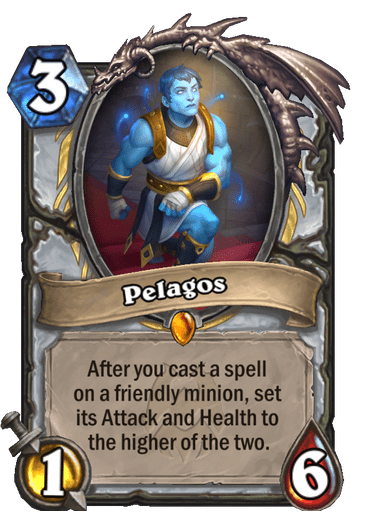 3
Pelagos
After you cast a spell
on a friendly minion, set
its Attack and Health to
the higher of the two.
1
6